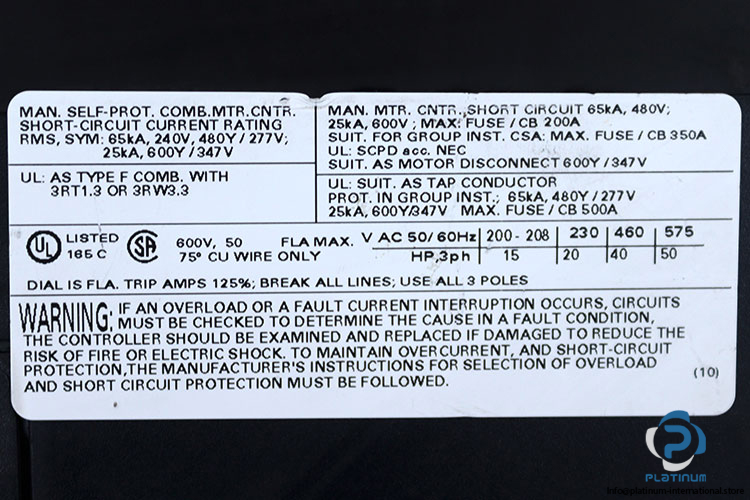 MAN. SELF-PROT. COMB.MTR.CNTR.
SHORT-CIRCUIT CURRENT RATING
RMS, SYM: 65kA, 240V, 480Y / 277V;
25kA, 600Y / 347V
UL: AS TYPE F COMB. WITH
3RT1.3 OR 3RW3.3
MAN. MTR. CNTR., SHORT CIRCUIT 65kA, 480V;
25kA, 600V ; MAX: FUSE / CB 200A
SUIT. FOR GROUP INST. CSA: MAX. FUSE / CB 350A
UL: SCPD acc. NEC
SUIT. AS MOTOR DISCONNECT 600Y / 347V
UL: SUIT. AS TAP CONDUCTOR
PROT. IN GROUP INST.; 65kA, 480Y / 277V
25kA, 600Y/347V MAX. FUSE / CB 500A
UL LISTED
165 C
SA
600V, 50 FLA MAX.
75° CU WIRE ONLY
V AC 50/ 60Hz 200 - 208 230 460 575
HP,3ph 15 20 40 50
DIAL IS FLA. TRIP AMPS 125%; BREAK ALL LINES; USE ALL 3 POLES
WARNING: IF AN OVERLOAD OR A FAULT CURRENT INTERRUPTION OCCURS, CIRCUITS
MUST BE CHECKED TO DETERMINE THE CAUSE IN A FAULT CONDITION,
THE CONTROLLER SHOULD BE EXAMINED AND REPLACED IF DAMAGED TO REDUCE THE
RISK OF FIRE OR ELECTRIC SHOCK. TO MAINTAIN OVERCURRENT, AND SHORT-CIRCUIT
PROTECTION,THE MANUFACTURER'S INSTRUCTIONS FOR SELECTION OF OVERLOAD
AND SHORT CIRCUIT PROTECTION MUST BE FOLLOWED.
(10)
PLATINUM
info@platinuminternational.store